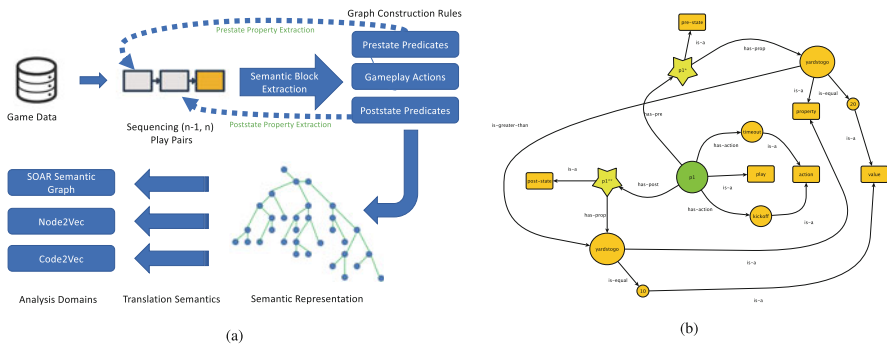 Graph Construction Rules
Prestate Property Extraction
Prestate Predicates
Gameplay Actions
Poststate Predicates
Semantic Block
Extraction
Game Data
Sequencing (n-1, n)
Play Pairs
Poststate Property Extraction
SOAR Semantic
Graph
Node2Vec
Code2Vec
Analysis Domains
Translation Semantics
Semantic Representation
(a)
pre-state
is-a
p1^
has-prop
yardstogo
is-a
is-equal
20
property
is-greater-than
has-pre
timeout
has-action
is-a
is-a
post-state
is-a
p1^^
has-post
p1
is-a
play
action
value
has-action
kickoff
is-a
has-prop
yardstogo
is-a
is-equal
10
is-a
(b)